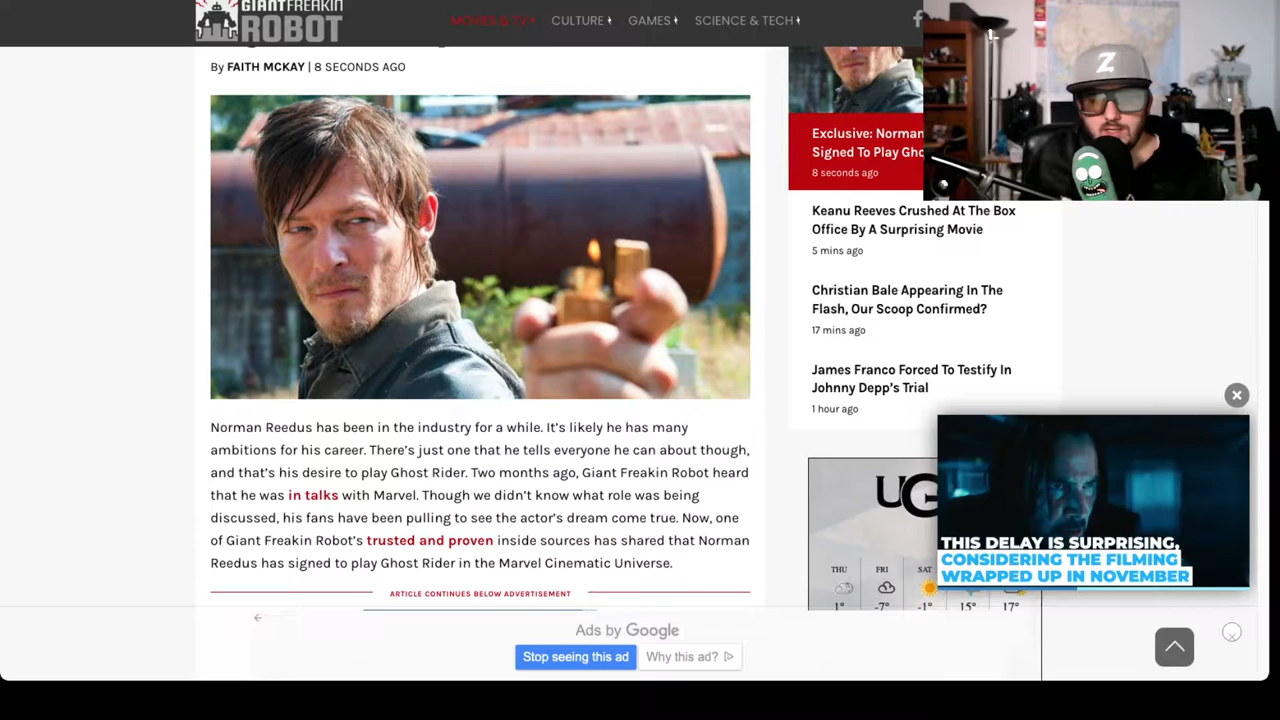 GIANT FREAKIN
ROBOT
MOVIES & TV
CULTURE
GAMES
SCIENCE & TECH
By FAITH MCKAY | 8 SECONDS AGO
Norman Reedus has been in the industry for a while. It's likely he has many
ambitions for his career. There's just one that he tells everyone he can about though,
and that's his desire to play Ghost Rider. Two months ago, Giant Freakin Robot heard
that he was in talks with Marvel. Though we didn't know what role was being
discussed, his fans have been pulling to see the actor's dream come true. Now, one
of Giant Freakin Robot's trusted and proven inside sources has shared that Norman
Reedus has signed to play Ghost Rider in the Marvel Cinematic Universe.
ARTICLE CONTINUES BELOW ADVERTISEMENT
Exclusive: Norman
Signed To Play Gho
8 seconds ago
Keanu Reeves Crushed At The Box
Office By A Surprising Movie
5 mins ago
Christian Bale Appearing In The
Flash, Our Scoop Confirmed?
17 mins ago
James Franco Forced To Testify In
Johnny Depp's Trial
1 hour ago
Z
UG
THIS DELAY IS SURPRISING,
CONSIDERING THE FILMING
WRAPPED UP IN NOVEMBER
THU FRI SAT
1° -7° -1° 15° 17°
Ads by Google
Stop seeing this ad
Why this ad?